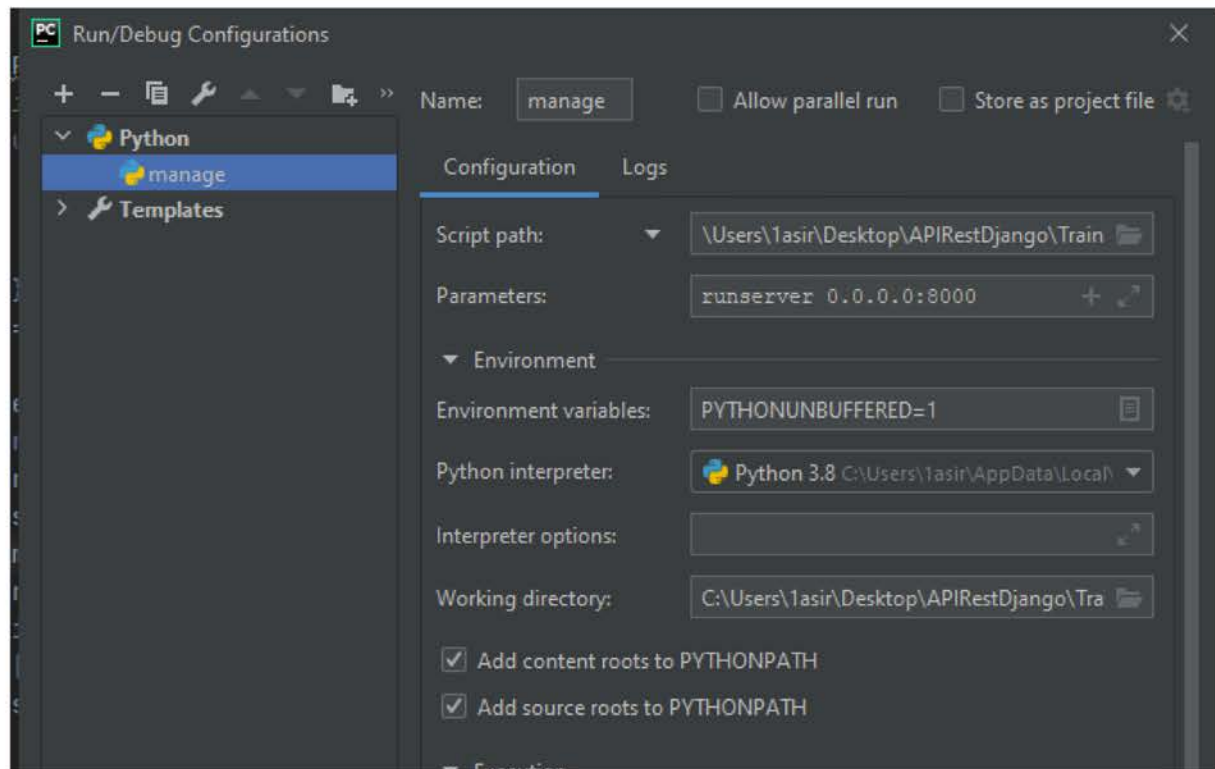 PC Run/Debug Configurations
Name: manage Allow parallel run Store as project file
Python
manage
Templates
Configuration Logs
Script path: \Users\1asir\Desktop\APIRestDjango\Train
Parameters: runserver 0.0.0.0:8000
Environment
Environment variables: PYTHONUNBUFFERED=1
Python interpreter: Python 3.8 C:\Users\1asir\AppData\Local\
Interpreter options:
Working directory: C:\Users\1asir\Desktop\APIRestDjango\Tra
Add content roots to PYTHONPATH
Add source roots to PYTHONPATH
Execution